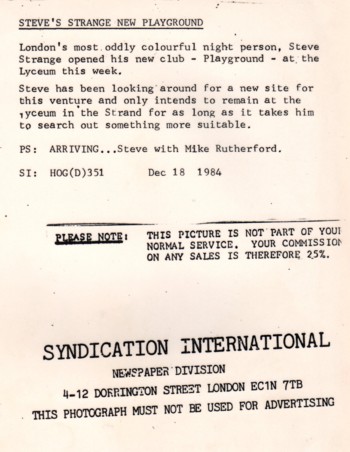 STEVE'S STRANGE NEW PLAYGROUND
London's most oddly colourful night person, Steve
Strange opened his new club - Playground - at the
Lyceum this week.
Steve has been looking around for a new site for
this venture and only intends to remain at the
Lyceum in the Strand for as long as it takes him
to search out something more suitable.
PS: ARRIVING...Steve with Mike Rutherford.
SI: HOG(D)351 Dec 18 1984
PLEASE NOTE: THIS PICTURE IS NOT PART OF YOUR
NORMAL SERVICE. YOUR COMMISSION
ON ANY SALES IS THEREFORE 25%.
SYNDICATION INTERNATIONAL
NEWSPAPER DIVISION
4-12 DORRINGTON STREET LONDON EC1N 7TB
THIS PHOTOGRAPH MUST NOT BE USED FOR ADVERTISING